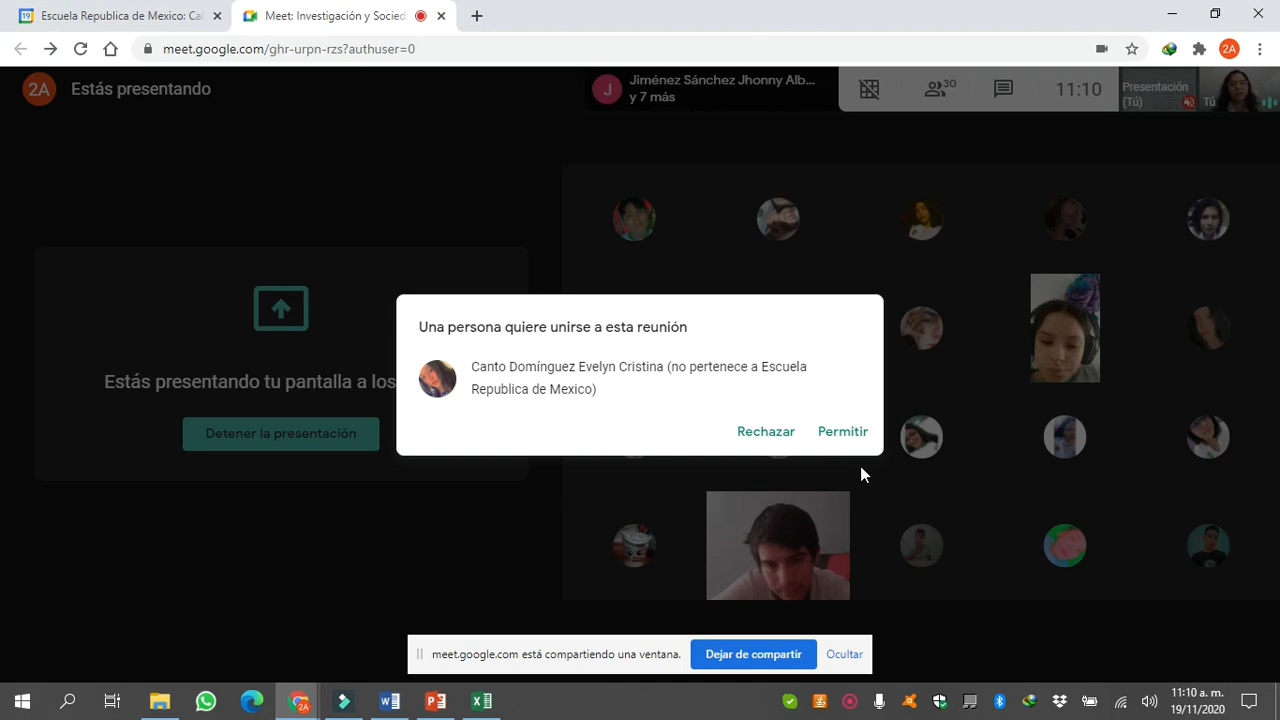 Escuela Republica de Mexico: Cal
Meet: Investigación y Socied
meet.google.com/ghr-urpn-rzs?authuser=0
2A
2A
Estás presentando
J
Jiménez Sánchez Jhonny Alb...
y 7 más
30
11:10
Presentación
(Tú)
Tú
Una persona quiere unirse a esta reunión
Canto Domínguez Evelyn Cristina (no pertenece a Escuela
Republica de Mexico)
Rechazar
Permitir
Estás presentando tu pantalla a los
Detener la presentación
meet.google.com está compartiendo una ventana.
Dejar de compartir
Ocultar
11:10 a. m.
19/11/2020